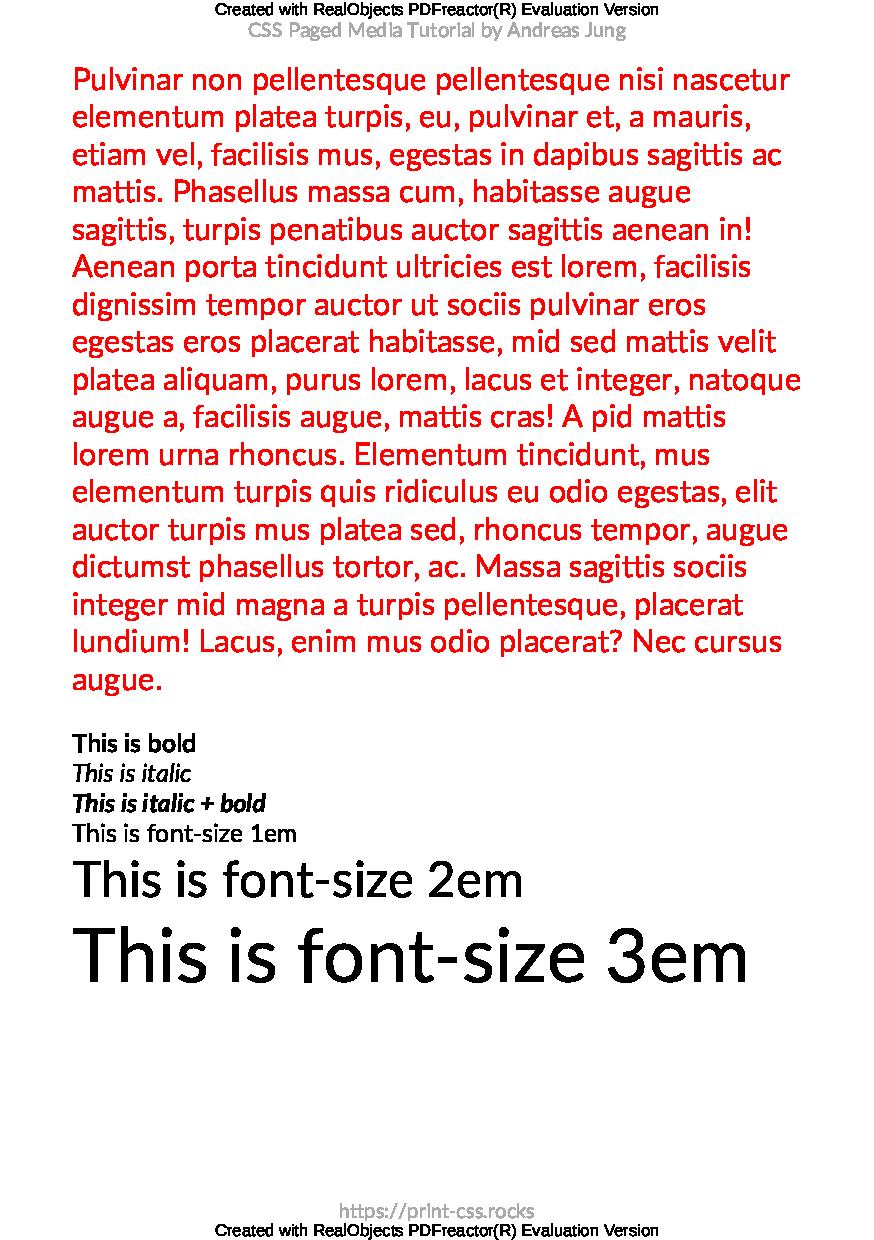 Created with RealObjects PDFreactor(R) Evaluation Version
CSS Paged Media Tutorial by Andreas Jung
Pulvinar non pellentesque pellentesque nisi nascetur
elementum platea turpis, eu, pulvinar et, a mauris,
etiam vel, facilisis mus, egestas in dapibus sagittis ac
mattis. Phasellus massa cum, habitasse augue
sagittis, turpis penatibus auctor sagittis aenean in!
Aenean porta tincidunt ultricies est lorem, facilisis
dignissim tempor auctor ut sociis pulvinar eros
egestas eros placerat habitasse, mid sed mattis velit
platea aliquam, purus lorem, lacus et integer, natoque
augue a, facilisis augue, mattis cras! A pid mattis
lorem urna rhoncus. Elementum tincidunt, mus
elementum turpis quis ridiculus eu odio egestas, elit
auctor turpis mus platea sed, rhoncus tempor, augue
dictumst phasellus tortor, ac. Massa sagittis sociis
integer mid magna a turpis pellentesque, placerat
lundium! Lacus, enim mus odio placerat? Nec cursus
augue.
This is bold
This is italic
This is italic + bold
This is font-size 1em
This is font-size 2em
This is font-size 3em
https://print-css.rocks
Created with RealObjects PDFreactor(R) Evaluation Version